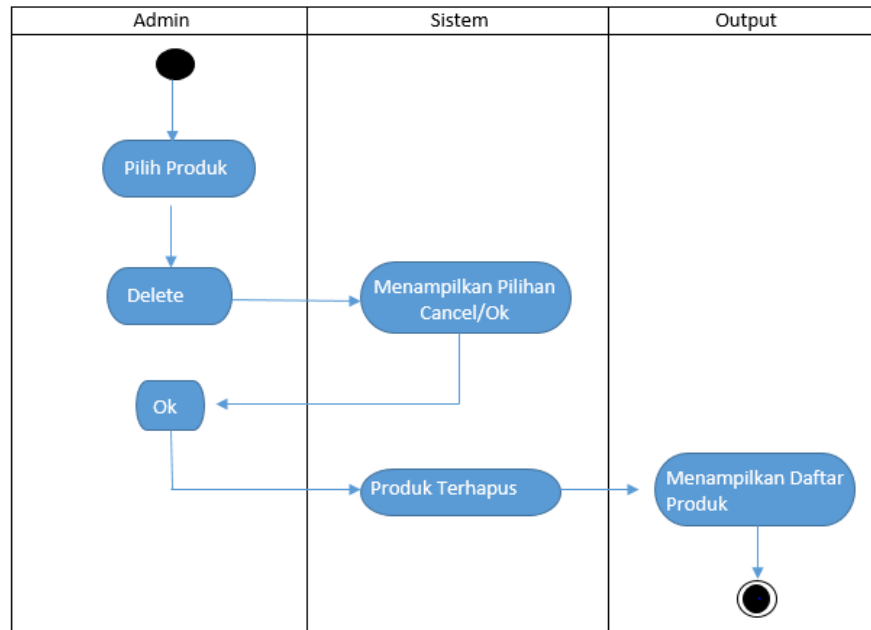 Admin
Sistem
Output
Pilih Produk
Delete
Menampilkan Pilihan
Cancel/Ok
Ok
Produk Terhapus
Menampilkan Daftar
Produk